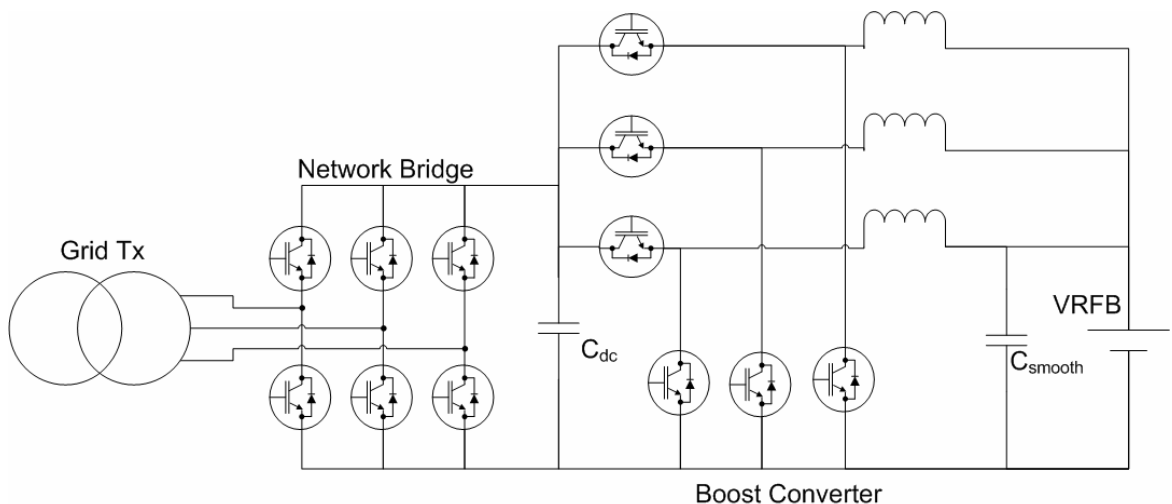 Network Bridge
Grid Tx
VRFB
Cdc
Csmooth
Boost Converter